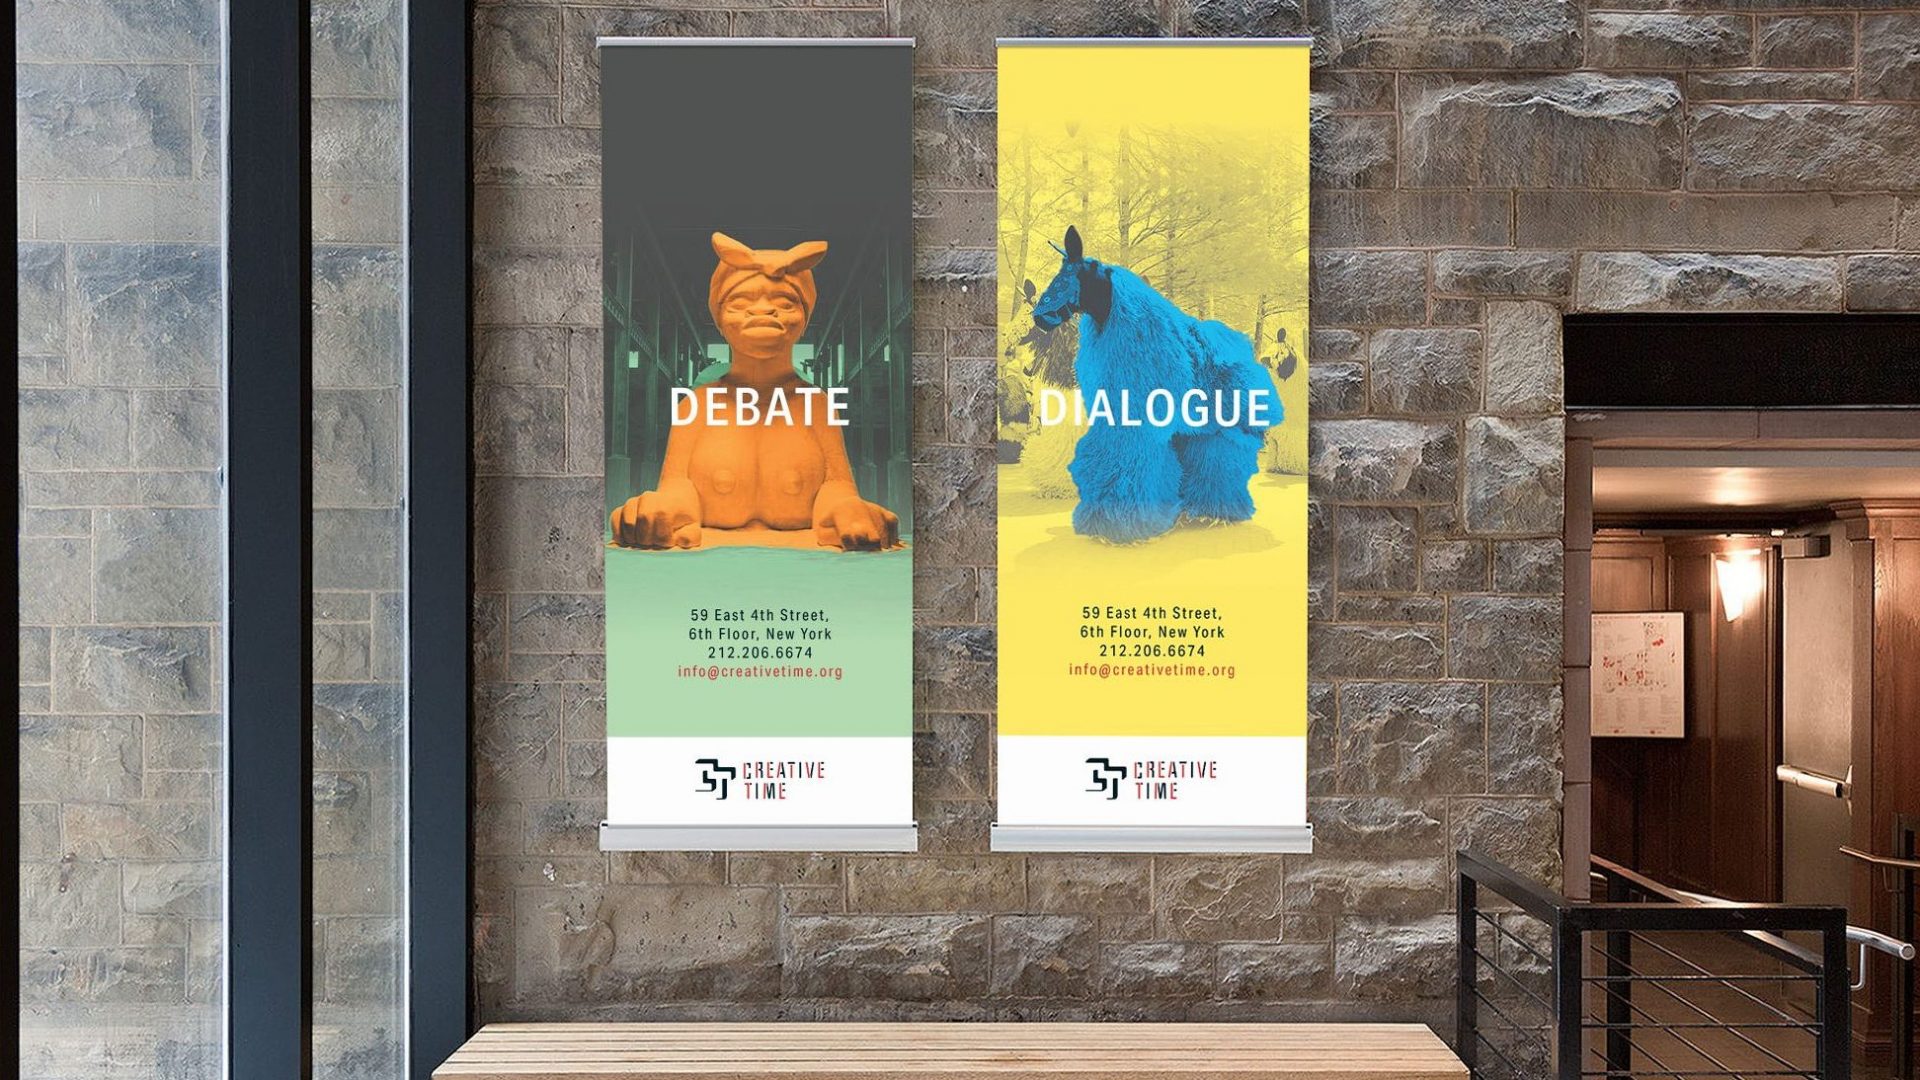 DEBATE
59 East 4th Street,
6th Floor, New York
212.206.6674
info@creativetime.org
CREATIVE
TIME
DIALOGUE
59 East 4th Street,
6th Floor, New York
212.206.6674
info@creativetime.org
CREATIVE
TIME